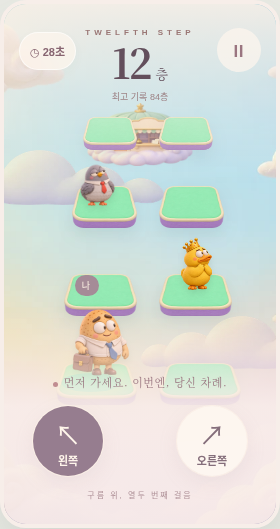 TWELFTH STEP
28초
12층
최고 기록 84층
나
먼저 가세요. 이번엔, 당신 차례.
왼쪽
오른쪽
구름 위, 열두 번째 걸음